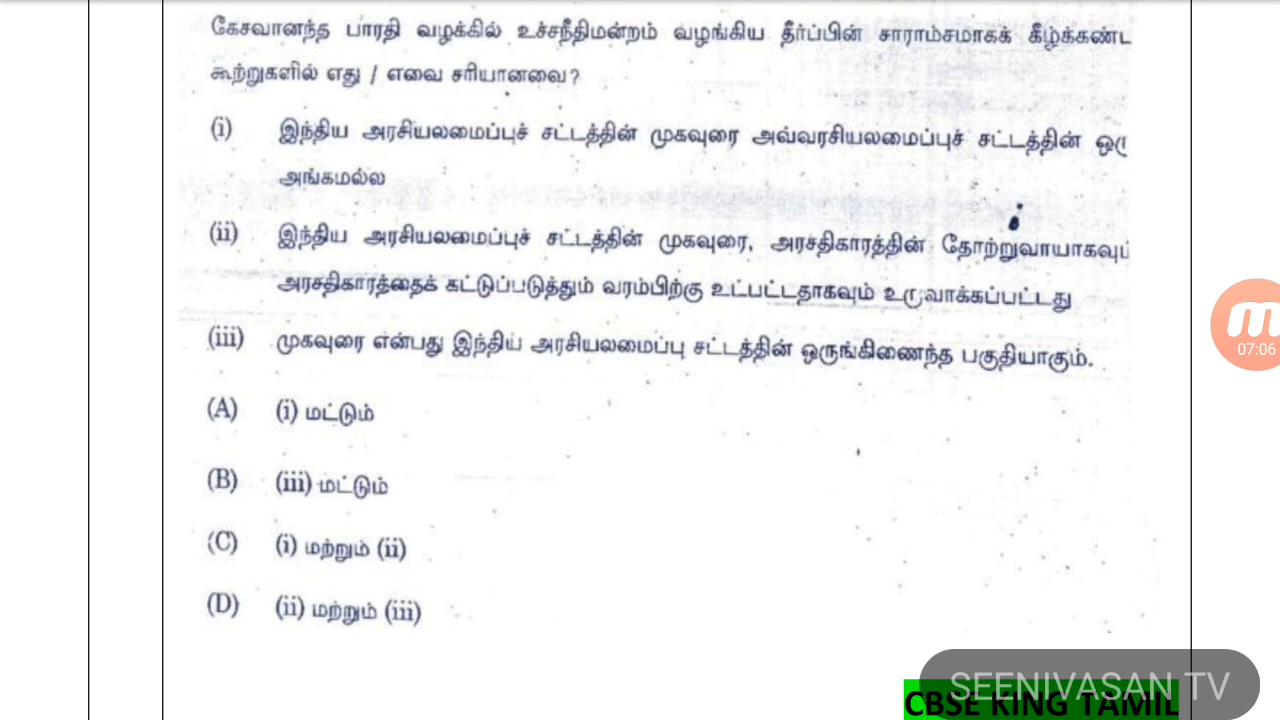 கேசவானந்த பாரதி வழக்கில் உச்சநீதிமன்றம் வழங்கிய தீர்ப்பின் சாராம்சமாகக் கீழ்க்கண்ட
கூற்றுகளில் எது / எவை சரியானவை?
(i) இந்திய அரசியலமைப்புச் சட்டத்தின் முகவுரை அவ்வரசியலமைப்புச் சட்டத்தின் ஒரு
அங்கமல்ல
(ii) இந்திய அரசியலமைப்புச் சட்டத்தின் முகவுரை, அரசதிகாரத்தின் தோற்றுவாயாகவும்
அரசதிகாரத்தைக் கட்டுப்படுத்தும் வரம்பிற்கு உட்பட்டதாகவும் உருவாக்கப்பட்டது
(iii) முகவுரை என்பது இந்திய அரசியலமைப்பு சட்டத்தின் ஒருங்கிணைந்த பகுதியாகும்.
(A) (i) மட்டும்
(B) (iii) மட்டும்
(C) (i) மற்றும் (ii)
(D) (ii) மற்றும் (iii)
07:06
SEENIVASAN TV
CBSE KING TAMIL